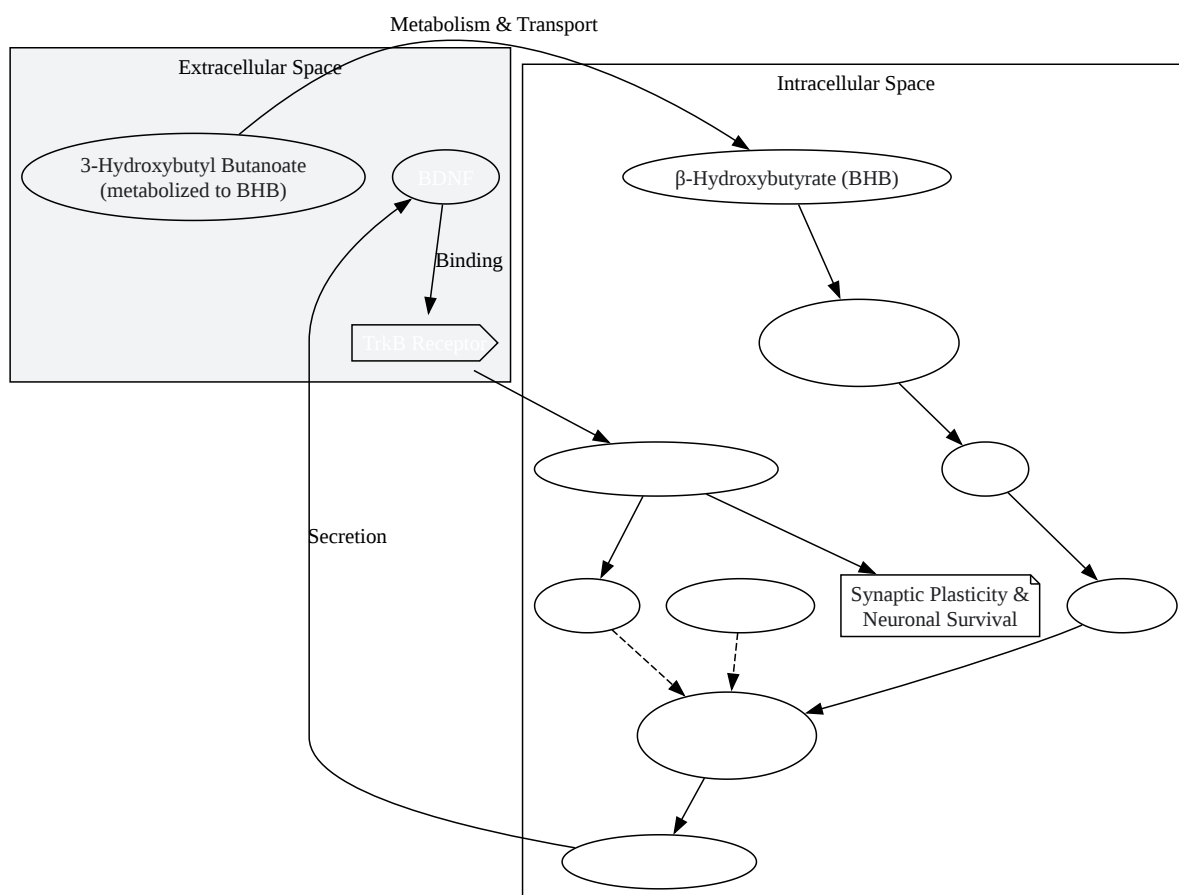 Metabolism & Transport
Extracellular Space
Intracellular Space
3-Hydroxybutyl Butanoate
(metabolized to BHB)
BDNF
β-Hydroxybutyrate (BHB)
Binding
TrkB Receptor
Secretion
Synaptic Plasticity &
Neuronal Survival